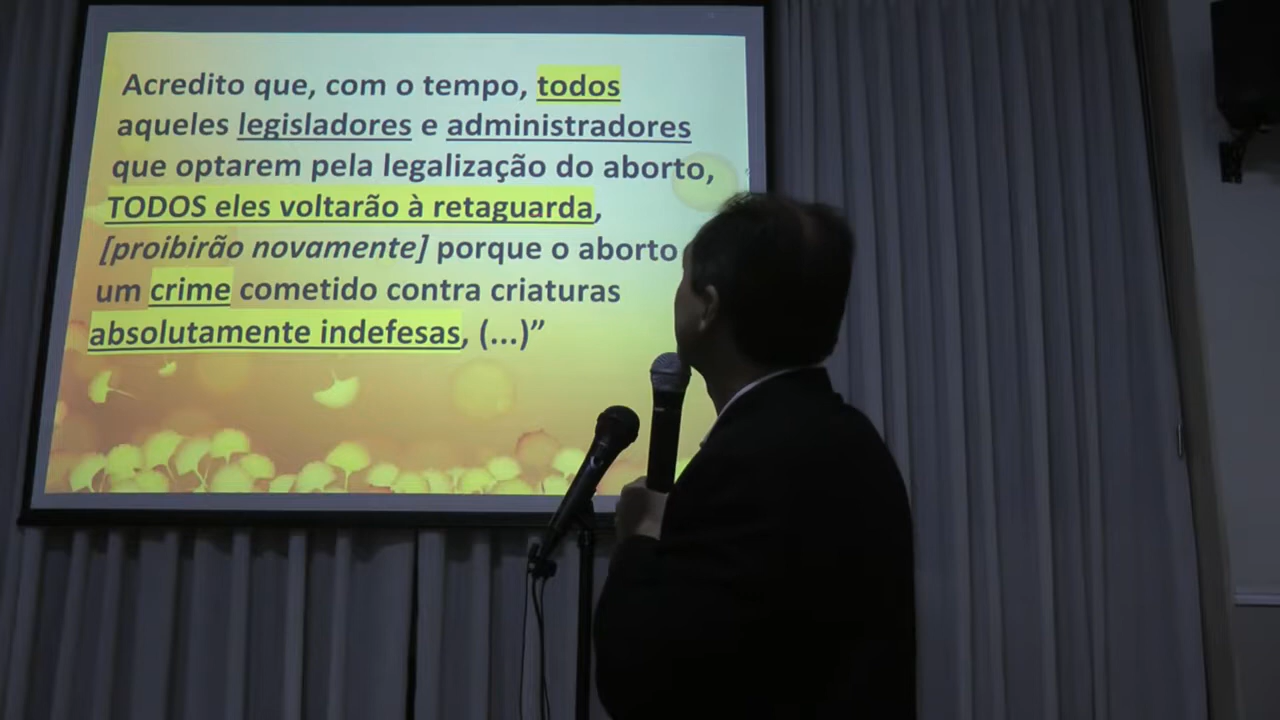 Acredito que, com o tempo, todos
aqueles legisladores e administradores
que optarem pela legalização do aborto,
TODOS eles voltarão à retaguarda,
[proibirão novamente] porque o aborto
um crime cometido contra criaturas
absolutamente indefesas, (...)”